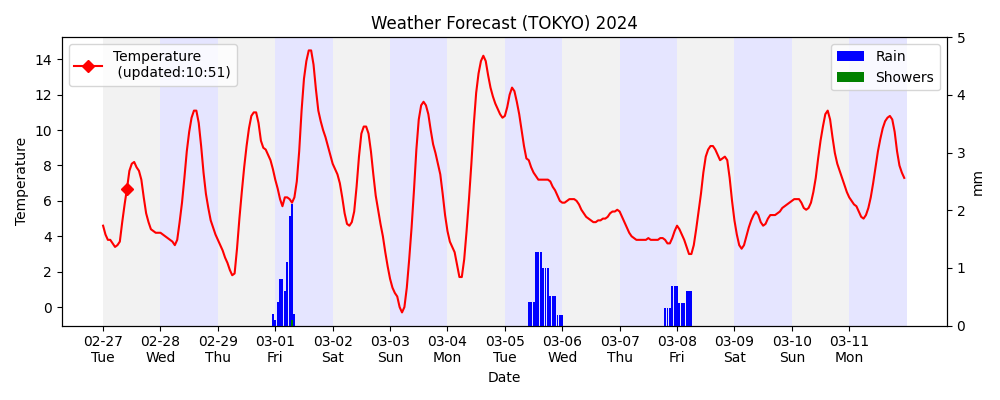 Weather Forecast (TOKYO) 2024
Temperature
(updated:10:51)
Rain
Showers
Temperature
14
12
10
8
6
4
2
0
5
4
3
2
1
0
mm
02-27 02-28 02-29 03-01 03-02 03-03 03-04 03-05 03-06 03-07 03-08 03-09 03-10 03-11
Tue Wed Thu Fri Sat Sun Mon Tue Wed Thu Fri Sat Sun Mon
Date